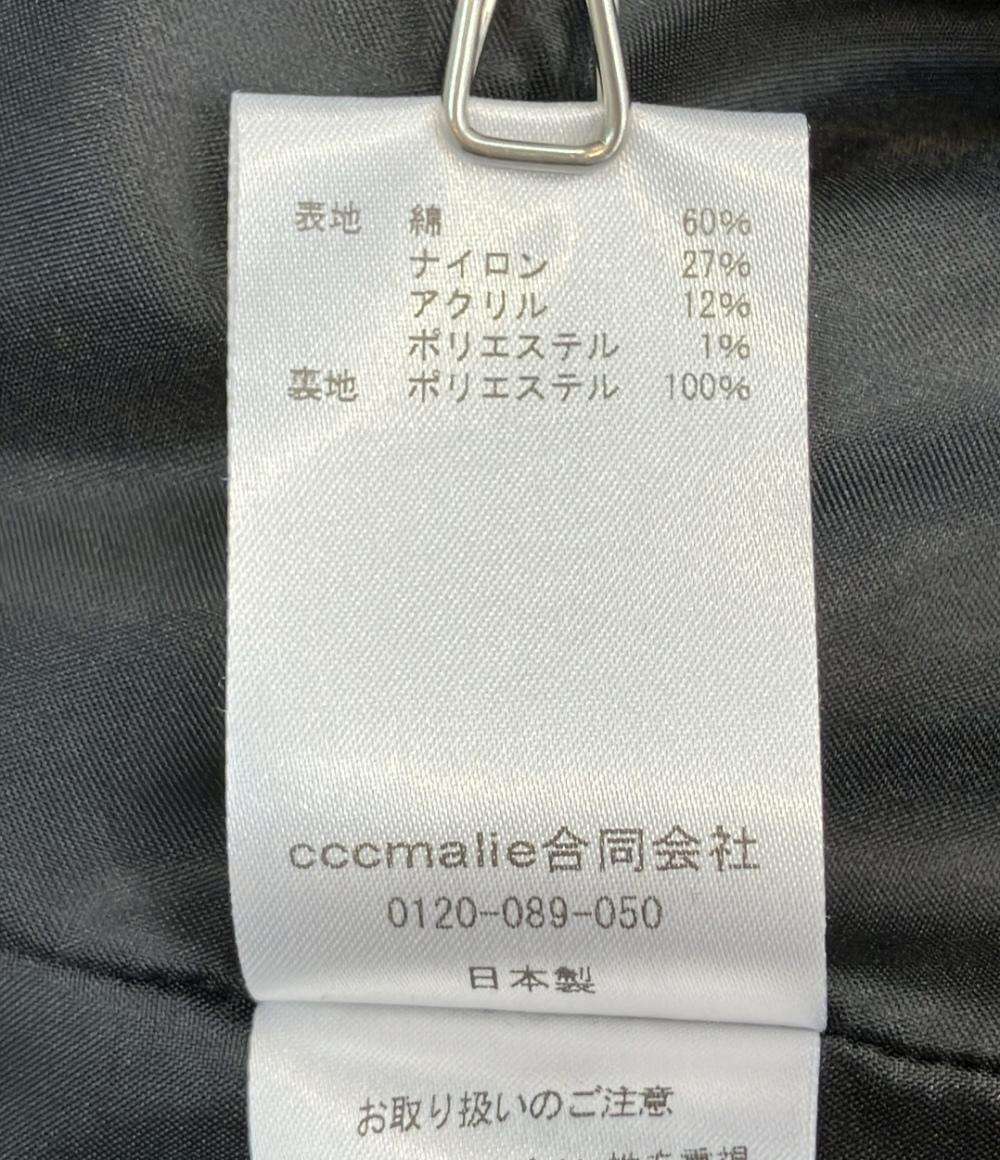 表地 綿 60%
ナイロン 27%
アクリル 12%
ポリエステル 1%
裏地 ポリエステル 100%
cccmalie合同会社
0120-089-050
日本製
お取り扱いのご注意